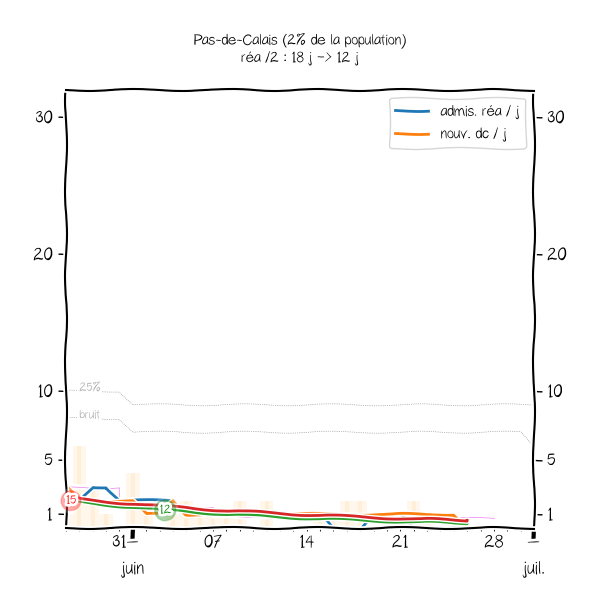 Pas-de-Calais (2% de la population)
réa /2 : 18 j -> 12 j
admis. réa / j
nouv. dc / j
30
30
20
20
10
10
25%
bruit
5
5
15
12
1
1
31
07
14
21
28
juin
juil.